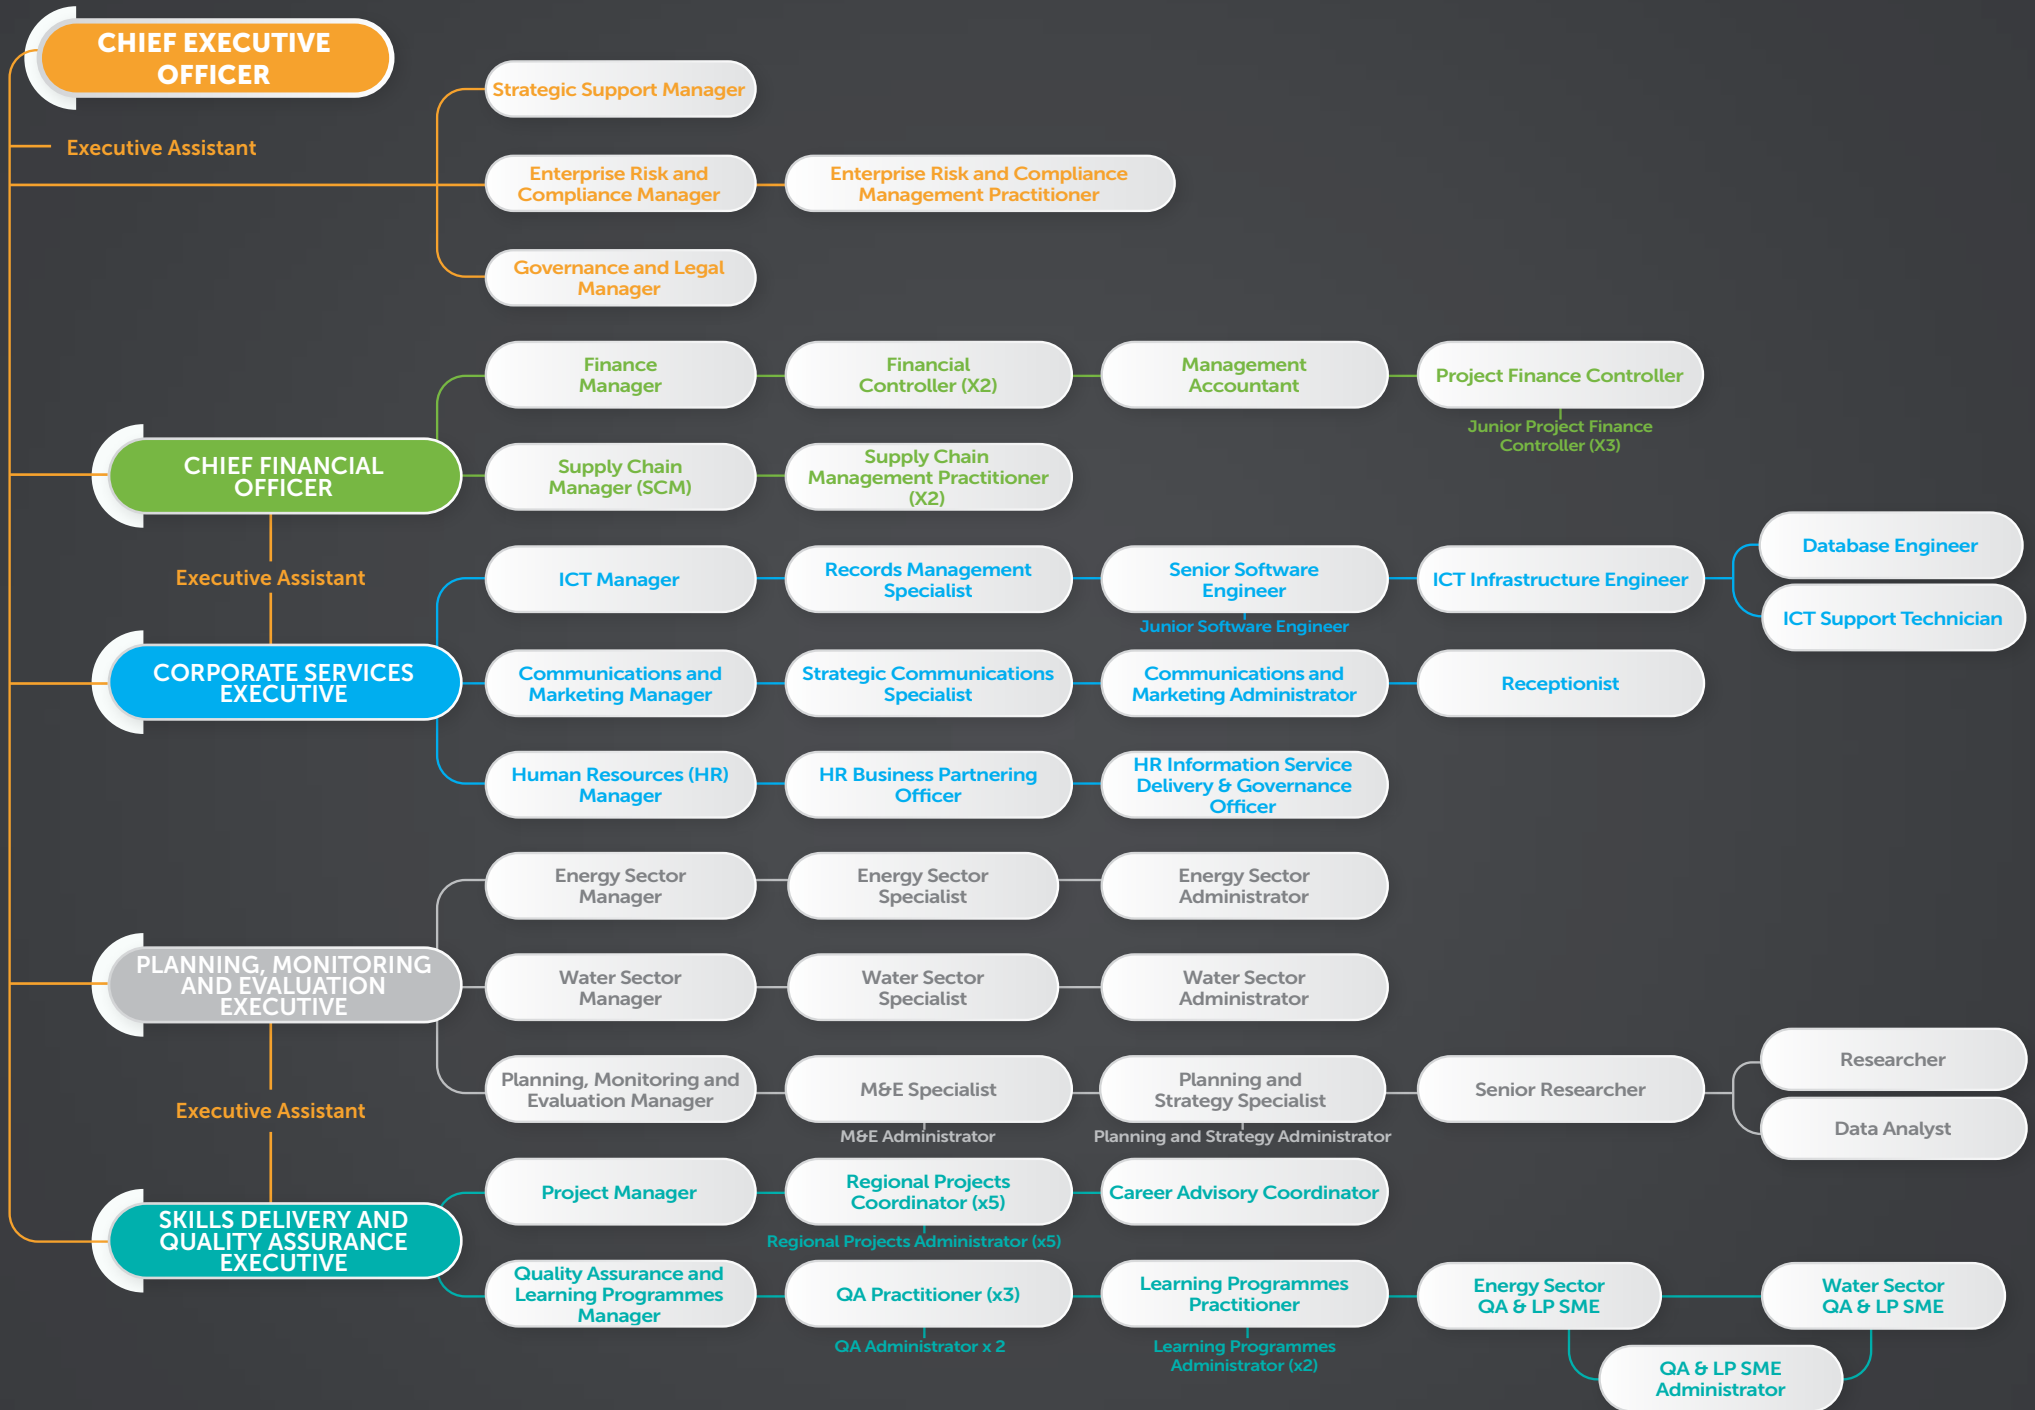 CHIEF EXECUTIVE
OFFICER
Executive Assistant
Strategic Support Manager
Enterprise Risk and
Compliance Manager
Enterprise Risk and Compliance
Management Practitioner
Governance and Legal
Manager
CHIEF FINANCIAL
OFFICER
Finance
Manager
Financial
Controller (X2)
Management
Accountant
Project Finance Controller
Junior Project Finance
Controller (X3)
Supply Chain
Manager (SCM)
Supply Chain
Management Practitioner
(X2)
Executive Assistant
CORPORATE SERVICES
EXECUTIVE
ICT Manager
Records Management
Specialist
Senior Software
Engineer
Junior Software Engineer
ICT Infrastructure Engineer
Database Engineer
ICT Support Technician
Communications and
Marketing Manager
Strategic Communications
Specialist
Communications and
Marketing Administrator
Receptionist
Human Resources (HR)
Manager
HR Business Partnering
Officer
HR Information Service
Delivery & Governance
Officer
PLANNING, MONITORING
AND EVALUATION
EXECUTIVE
Energy Sector
Manager
Energy Sector
Specialist
Energy Sector
Administrator
Water Sector
Manager
Water Sector
Specialist
Water Sector
Administrator
Planning, Monitoring and
Evaluation Manager
M&E Specialist
M&E Administrator
Planning and
Strategy Specialist
Planning and Strategy Administrator
Senior Researcher
Researcher
Data Analyst
Executive Assistant
SKILLS DELIVERY AND
QUALITY ASSURANCE
EXECUTIVE
Project Manager
Regional Projects
Coordinator (x5)
Regional Projects Administrator (x5)
Career Advisory Coordinator
Quality Assurance and
Learning Programmes
Manager
QA Practitioner (x3)
QA Administrator x 2
Learning Programmes
Practitioner
Learning Programmes
Administrator (x2)
Energy Sector
QA & LP SME
Water Sector
QA & LP SME
QA & LP SME
Administrator